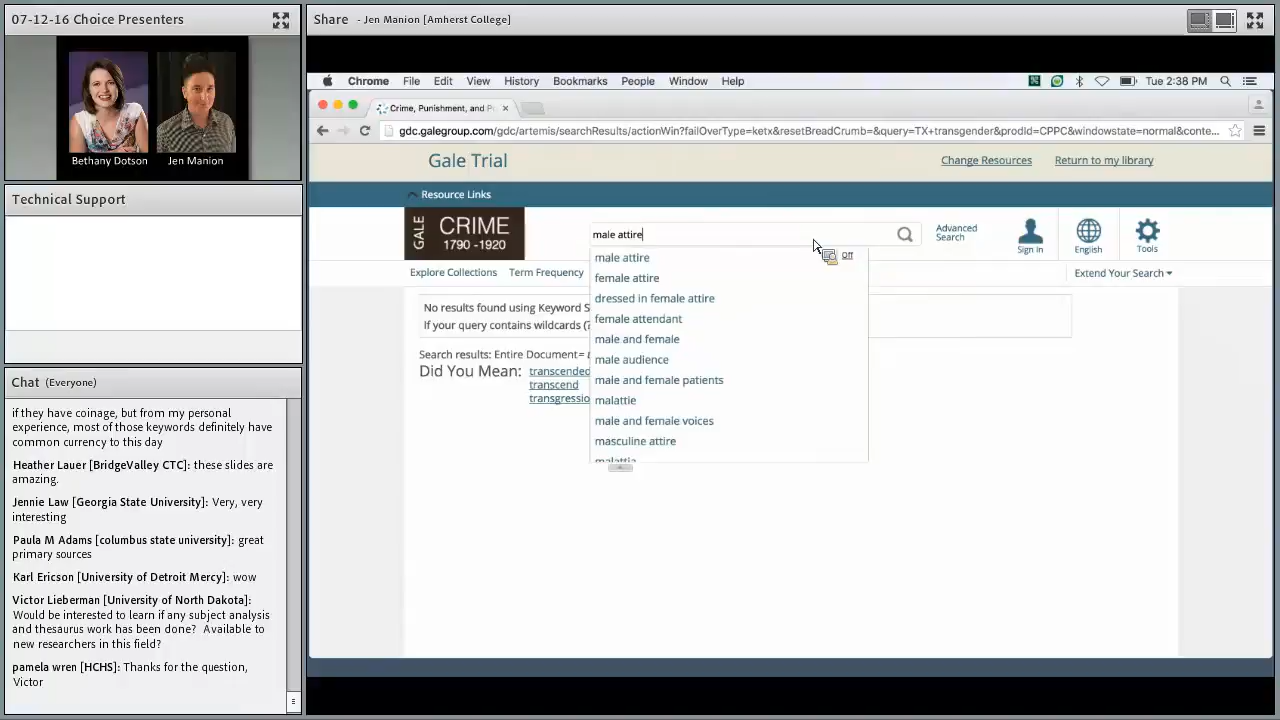 07-12-16 Choice Presenters
Bethany Dotson
Jen Manion
Technical Support
Chat (Everyone)
if they have coinage, but from my personal
experience, most of those keywords definitely have
common currency to this day
Heather Lauer [BridgeValley CTC]: these slides are
amazing.
Jennie Law [Georgia State University]: Very, very
interesting
Paula M Adams [columbus state university]: great
primary sources
Karl Ericson [University of Detroit Mercy]: wow
Victor Lieberman [University of North Dakota]:
Would be interested to learn if any subject analysis
and thesaurus work has been done? Available to
new researchers in this field?
pamela wren [HCHS]: Thanks for the question,
Victor
Share - Jen Manion [Amherst College]
Chrome File Edit View History Bookmarks People Window Help
Tue 2:38 PM
Crime, Punishment, and P
gdc.galegroup.com/gdc/artemis/searchResults/actionWin?failOverType=ketx&resetBreadCrumb=&query=TX+transgender&prodId=CPPC&windowstate=normal&conte...
Gale Trial
Change Resources
Return to my library
Resource Links
GALE
CRIME
1790 -1920
male attire
Advanced
Search
Sign In
English
Tools
Off
Explore Collections
Term Frequency
Extend Your Search
male attire
female attire
dressed in female attire
female attendant
male and female
male audience
male and female patients
malattie
male and female voices
masculine attire
malattia
No results found using Keyword S
If your query contains wildcards (?
Search results: Entire Document=
Did You Mean:
transcended
transcend
transgressio